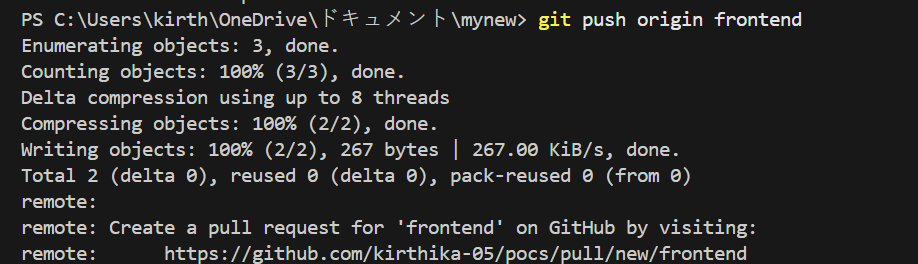 PS C:\Users\kirth\OneDrive\ドキュメント\mynew> git push origin frontend
Enumerating objects: 3, done.
Counting objects: 100% (3/3), done.
Delta compression using up to 8 threads
Compressing objects: 100% (2/2), done.
Writing objects: 100% (2/2), 267 bytes | 267.00 KiB/s, done.
Total 2 (delta 0), reused 0 (delta 0), pack-reused 0 (from 0)
remote:
remote: Create a pull request for 'frontend' on GitHub by visiting:
remote:      https://github.com/kirthika-05/pocs/pull/new/frontend